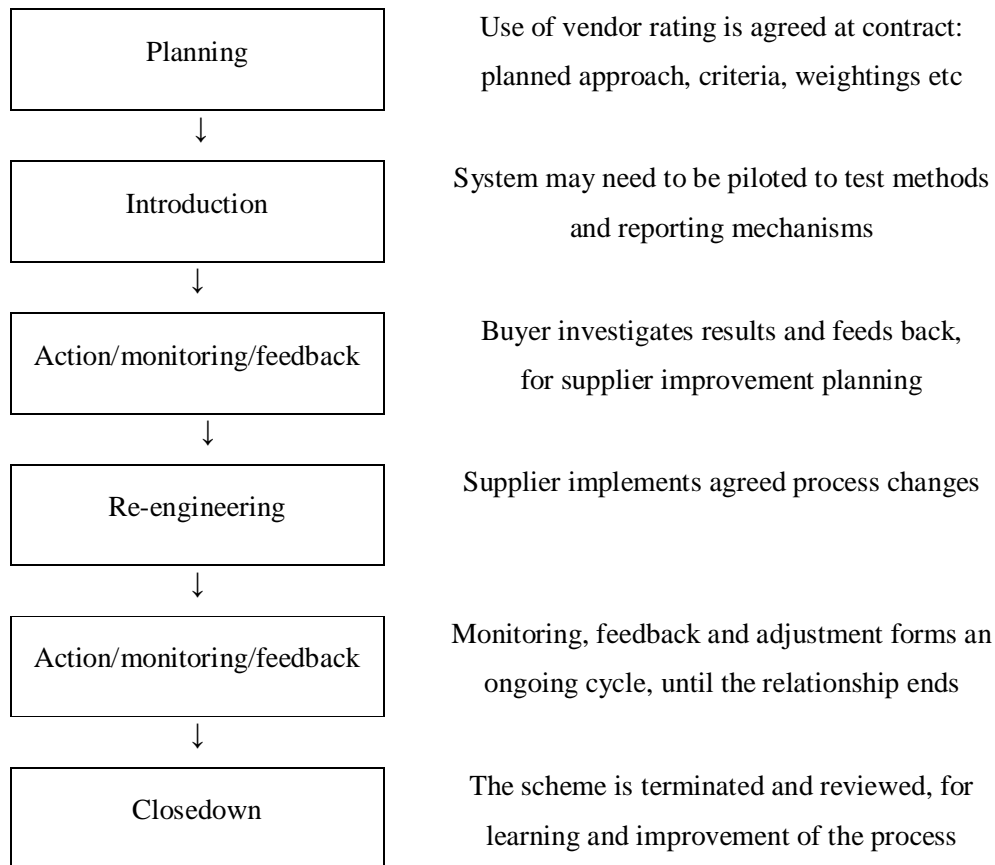 Planning
Use of vendor rating is agreed at contract:
planned approach, criteria, weightings etc
↓
Introduction
System may need to be piloted to test methods
and reporting mechanisms
↓
Action/monitoring/feedback
Buyer investigates results and feeds back,
for supplier improvement planning
↓
Re-engineering
Supplier implements agreed process changes
↓
Action/monitoring/feedback
Monitoring, feedback and adjustment forms an
ongoing cycle, until the relationship ends
↓
Closedown
The scheme is terminated and reviewed, for
learning and improvement of the process